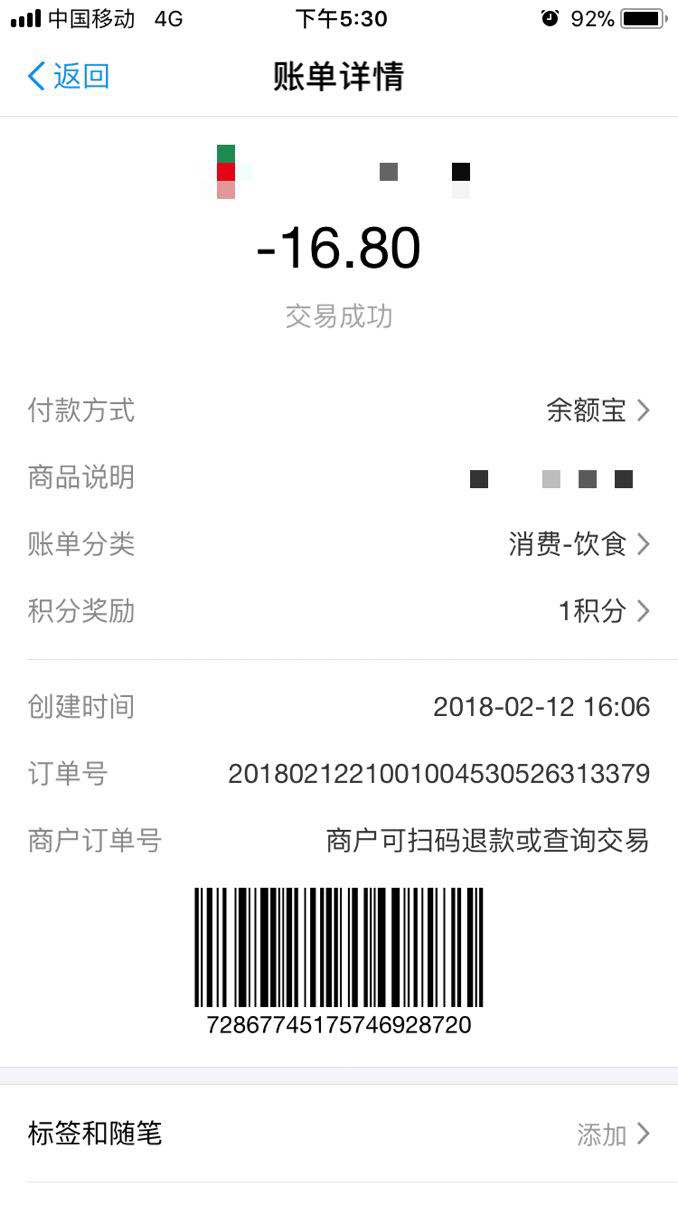 中国移动 4G 下午5:30 92%
返回 账单详情
-16.80
交易成功
付款方式 余额宝
商品说明
账单分类 消费-饮食
积分奖励 1积分
创建时间 2018-02-12 16:06
订单号 20180212210010045305263​13379
商户订单号 商户可扫码退款或查询交易
72867745175746928720
标签和随笔 添加